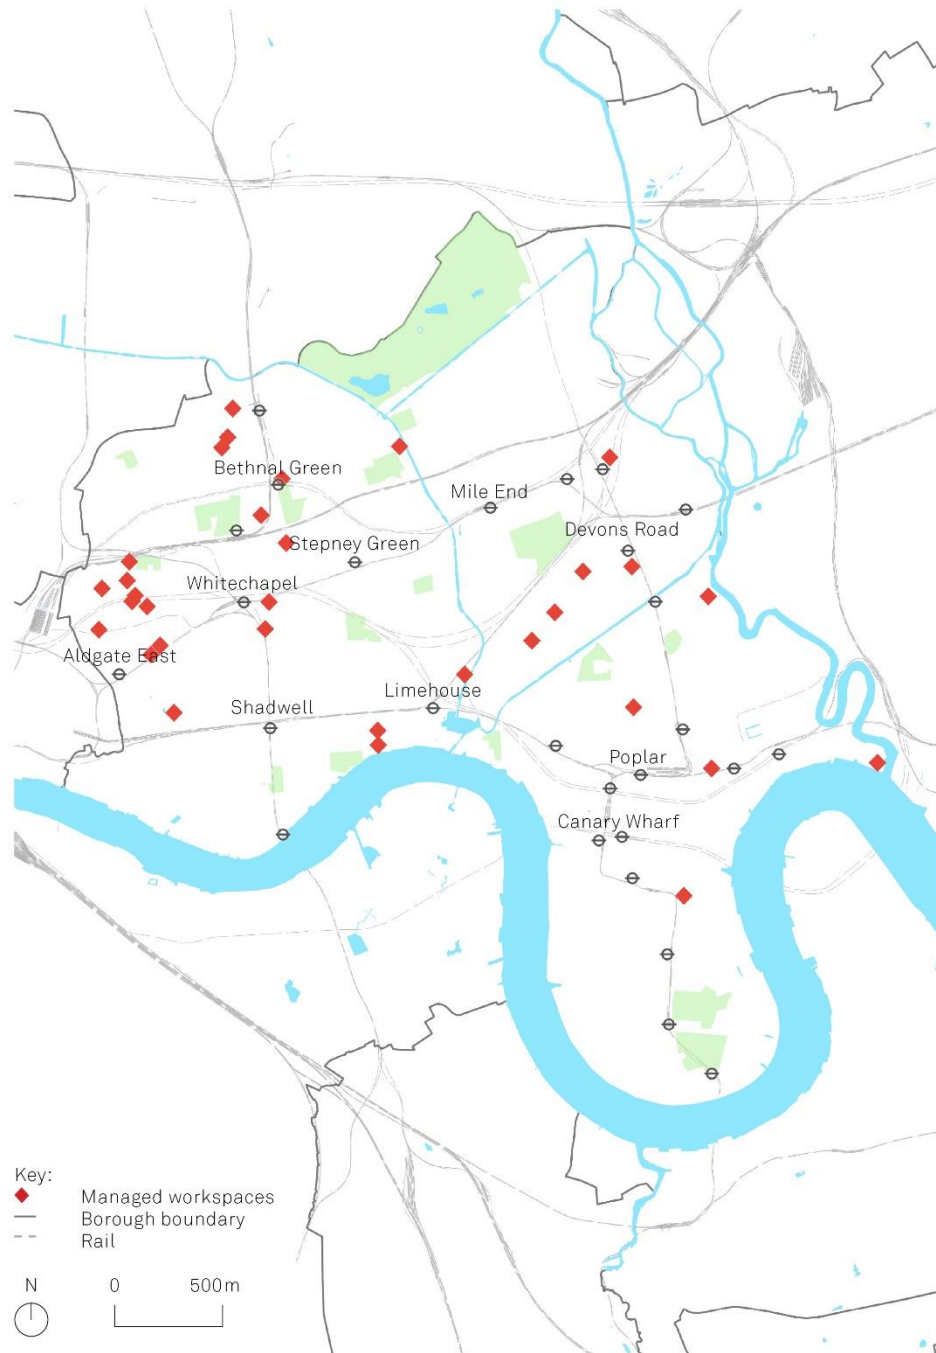 Bethnal Green
Mile End
Devons Road
Stepney Green
Whitechapel
Aldgate East
Limehouse
Shadwell
Poplar
Canary Wharf
Key:
Managed workspaces
Borough boundary
Rail
N
0 500m